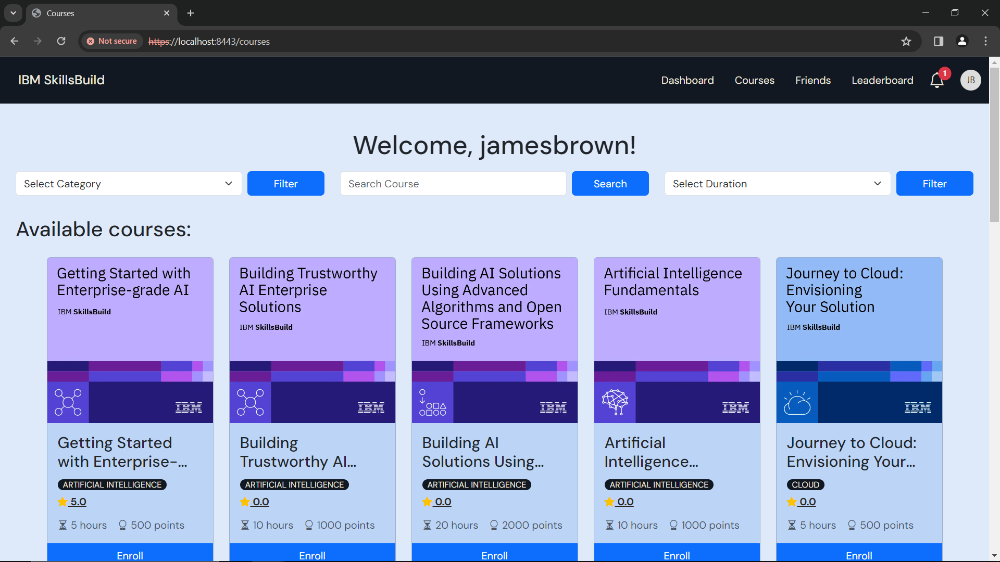 Courses
Not secure
https://localhost:8443/courses
IBM SkillsBuild
Dashboard
Courses
Friends
Leaderboard
1
JB
Welcome, jamesbrown!
Select Category
Filter
Search Course
Search
Select Duration
Filter
Available courses:
Getting Started with
Enterprise-grade AI
IBM SkillsBuild
IBM
Getting Started
with Enterprise-...
ARTIFICIAL INTELLIGENCE
5.0
5 hours
500 points
Enroll
Building Trustworthy
AI Enterprise
Solutions
IBM SkillsBuild
IBM
Building
Trustworthy AI...
ARTIFICIAL INTELLIGENCE
0.0
10 hours
1000 points
Enroll
Building AI Solutions
Using Advanced
Algorithms and Open
Source Frameworks
IBM SkillsBuild
IBM
Building AI
Solutions Using...
ARTIFICIAL INTELLIGENCE
0.0
20 hours
2000 points
Enroll
Artificial Intelligence
Fundamentals
IBM SkillsBuild
IBM
Artificial
Intelligence...
ARTIFICIAL INTELLIGENCE
0.0
10 hours
1000 points
Enroll
Journey to Cloud:
Envisioning
Your Solution
IBM SkillsBuild
IBM
Journey to Cloud:
Envisioning Your...
CLOUD
0.0
5 hours
500 points
Enroll